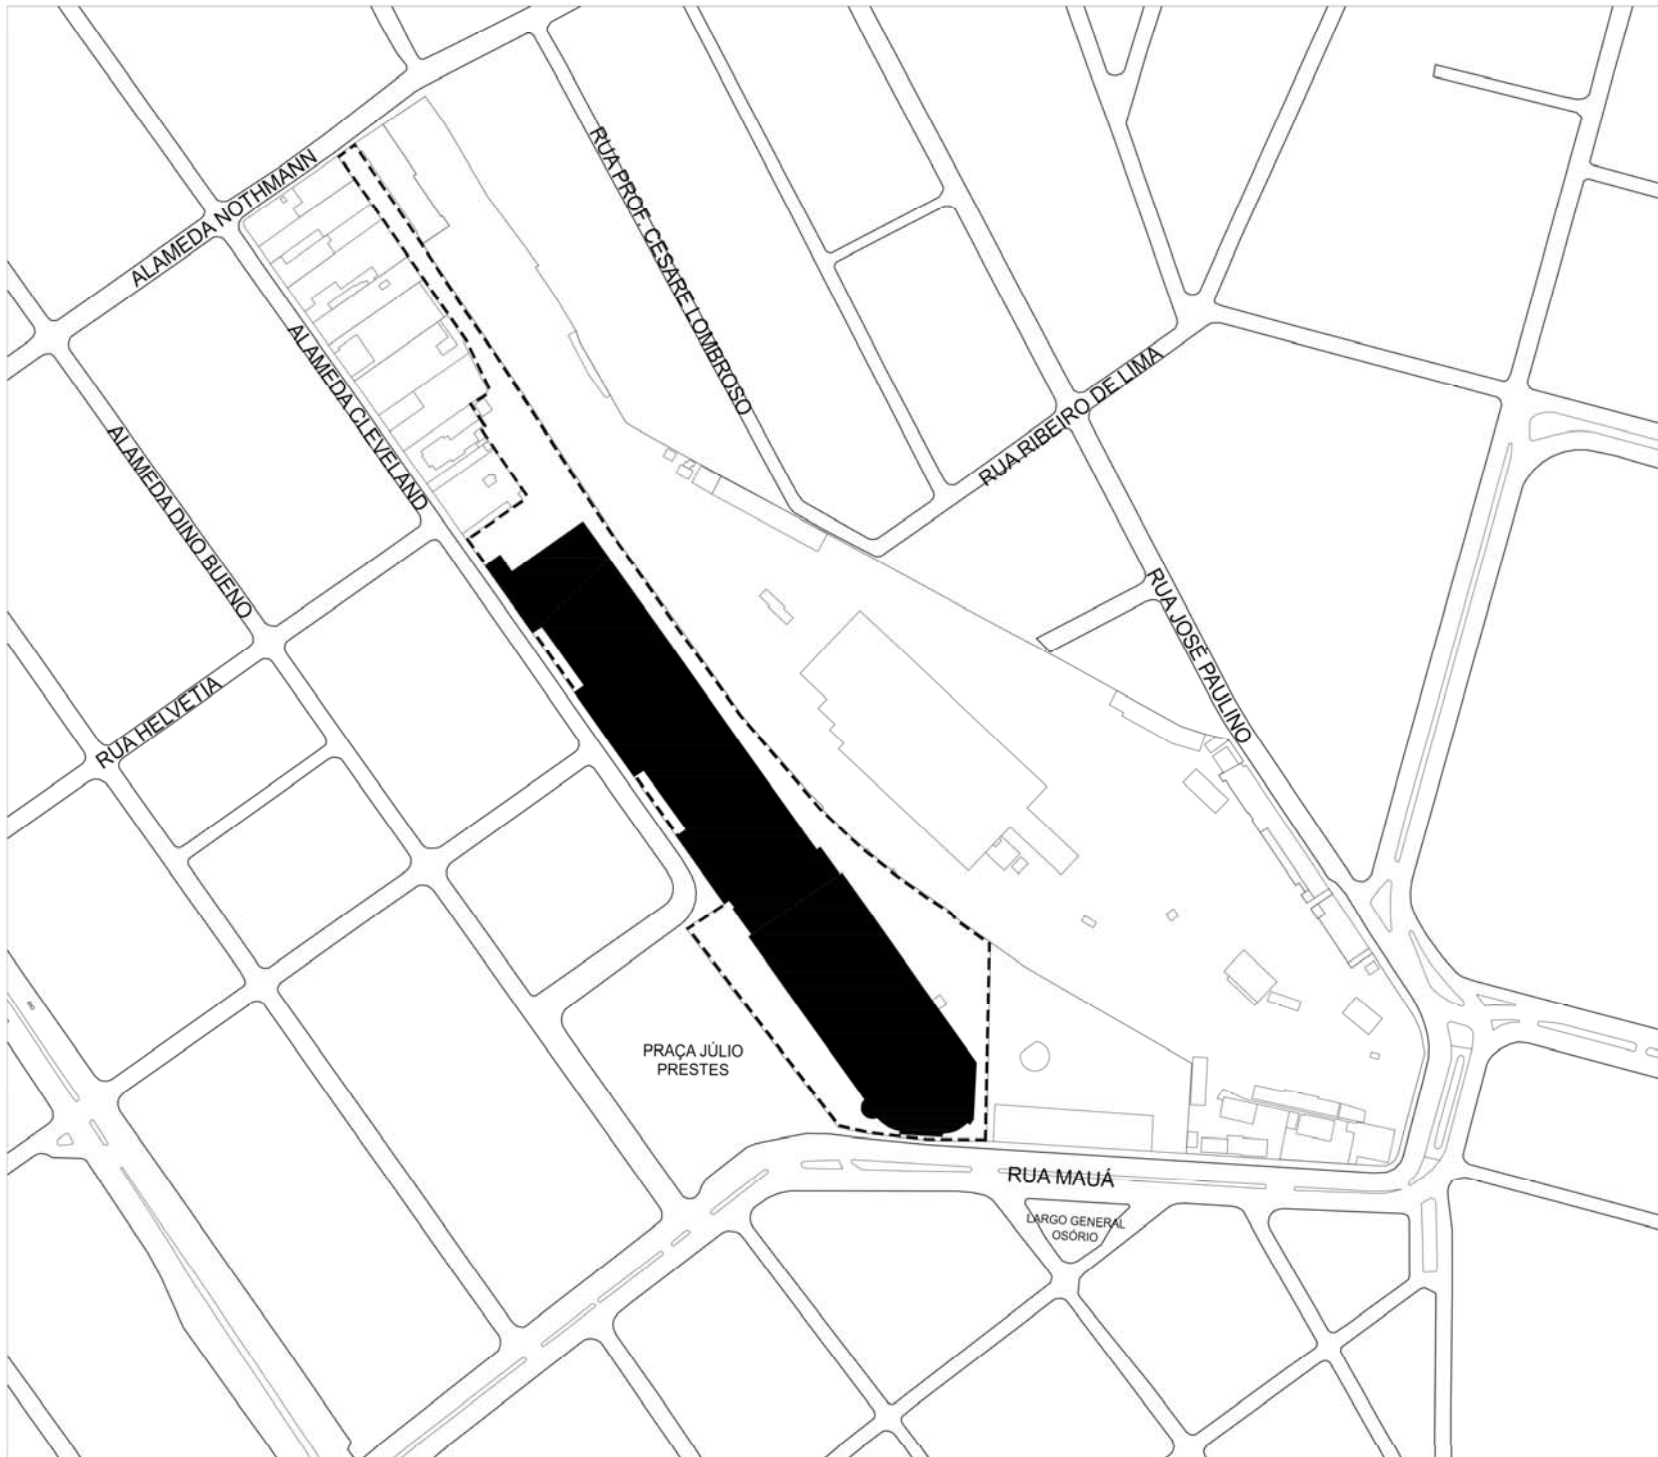 ALAMEDA NOTHMANN
RUA PROF. CESARE LOMBROSO
ALAMEDA CLEVELAND
RUA RIBEIRO DE LIMA
ALAMEDA DINO BUENO
RUA JOSÉ PAULINO
RUA HELVETIA
PRAÇA JÚLIO
PRESTES
RUA MAUÁ
LARGO GENERAL
OSÓRIO